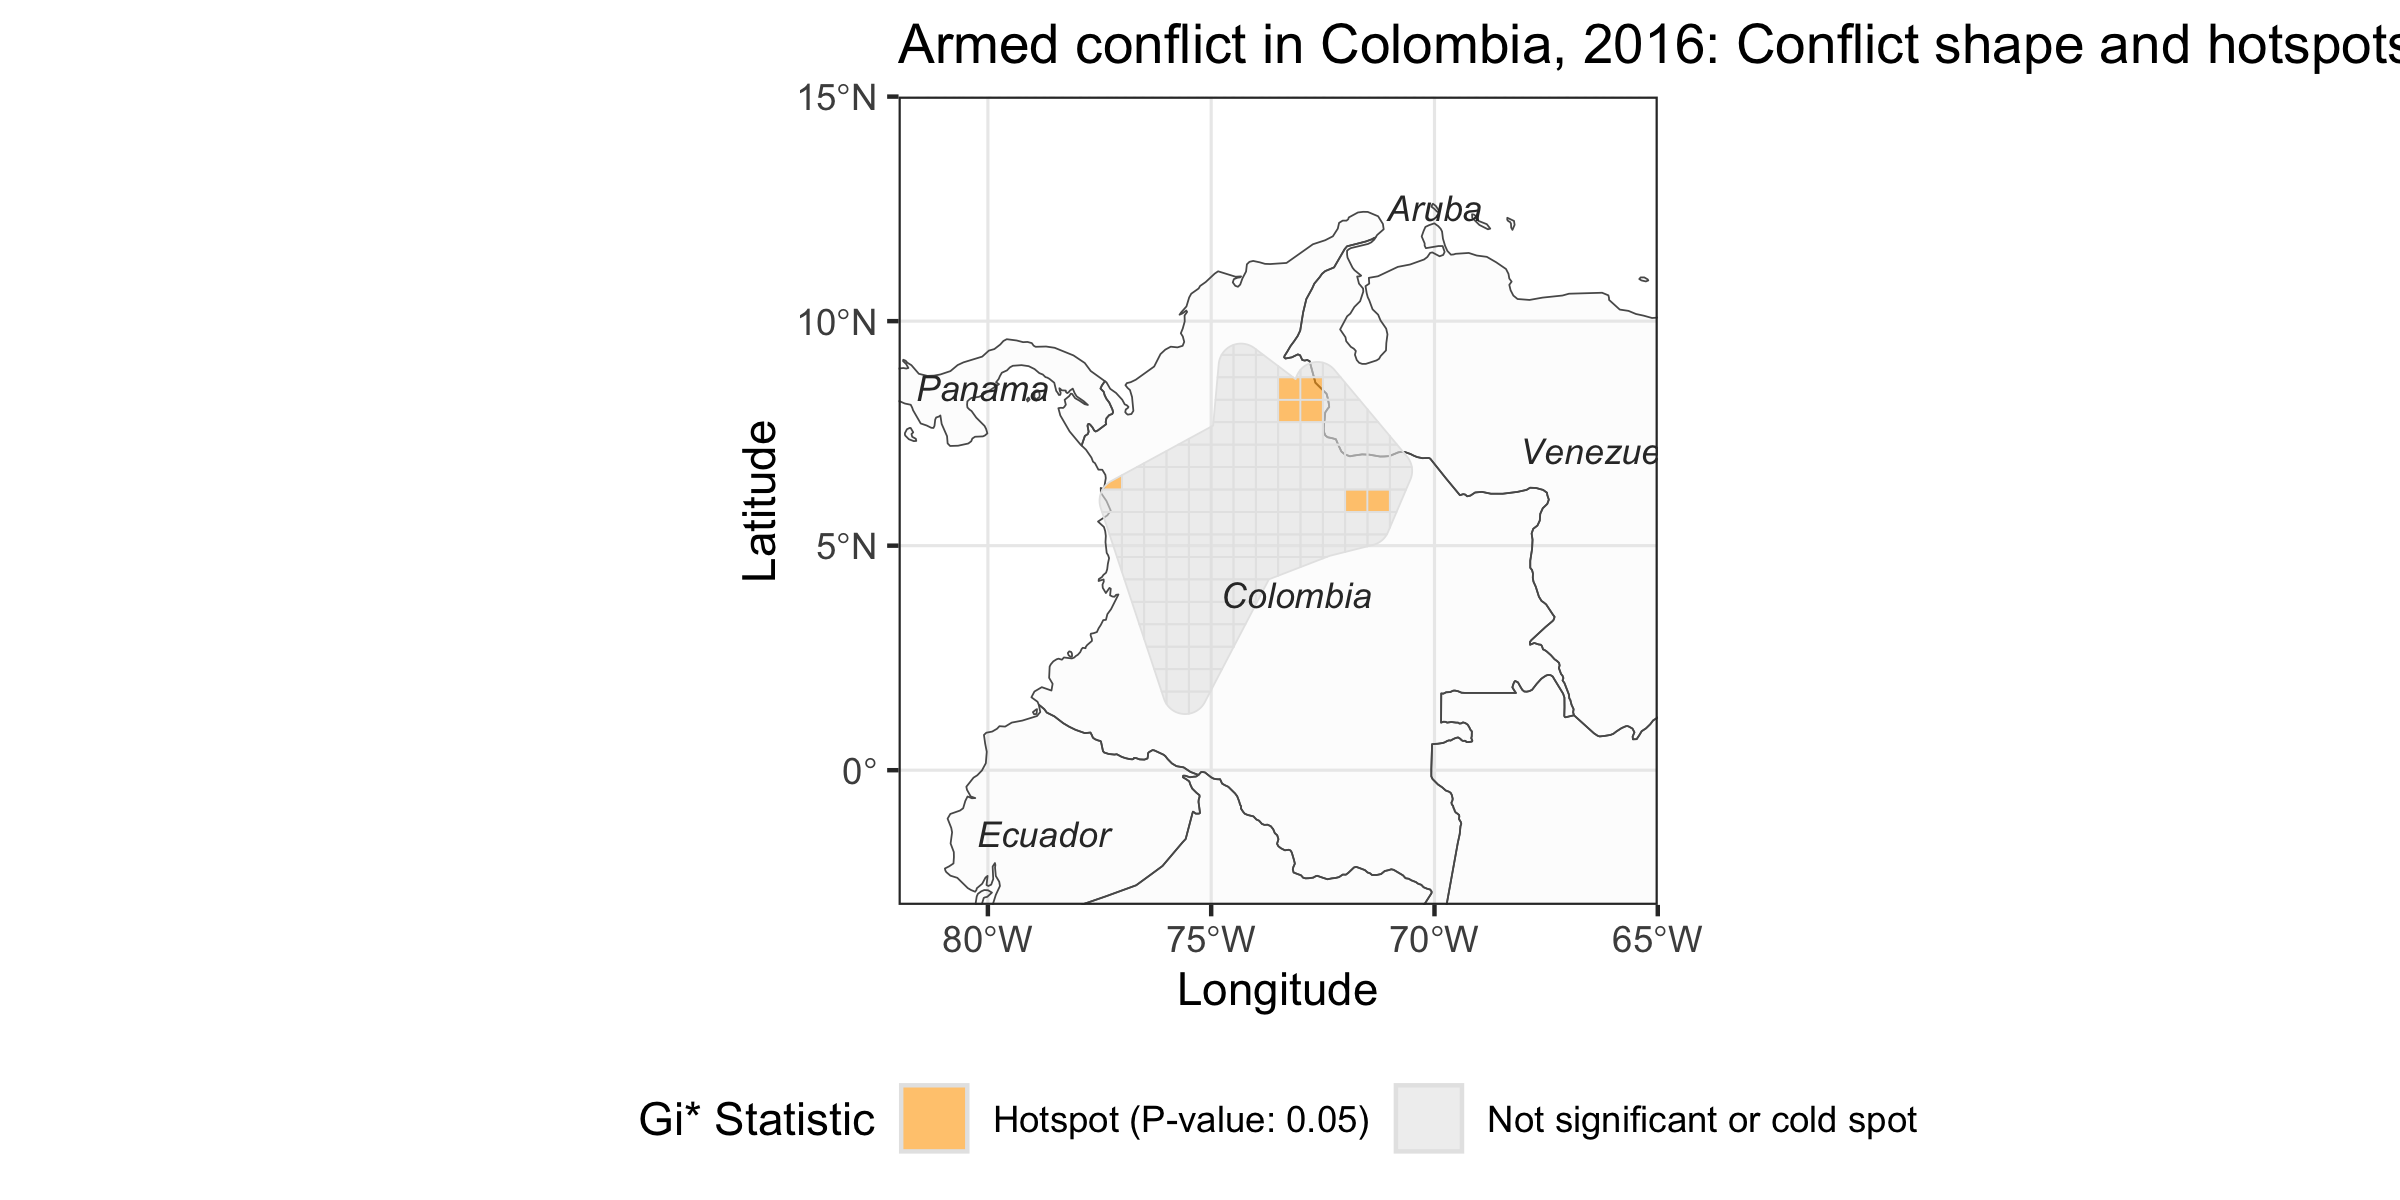 Armed conflict in Colombia, 2016: Conflict shape and hotspots
15°N
Aruba
10°N
Panama
Venezue
Latitude
5°N
Colombia
0°
Ecuador
80°W 75°W 70°W 65°W
Longitude
Gi* Statistic Hotspot (P-value: 0.05) Not significant or cold spot